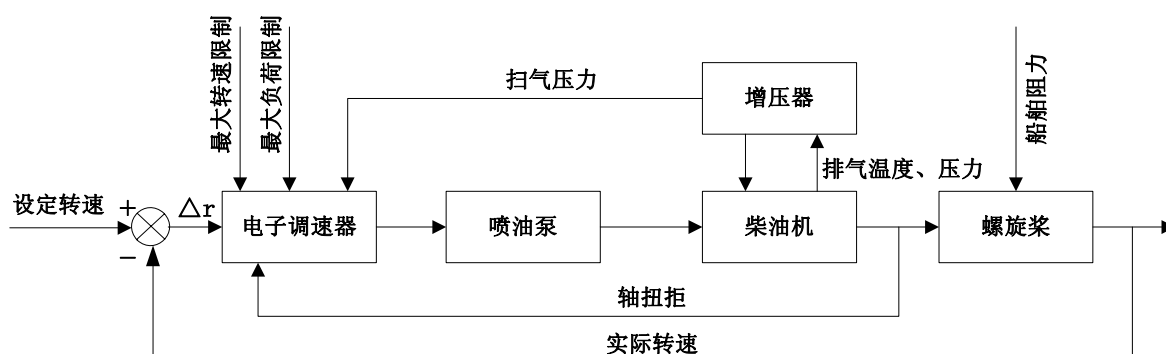 最大转速限制
最大负荷限制
扫气压力
增压器
船舶阻力
排气温度、压力
设定转速
+
△r
电子调速器
喷油泵
柴油机
螺旋桨
−
轴扭拒
实际转速